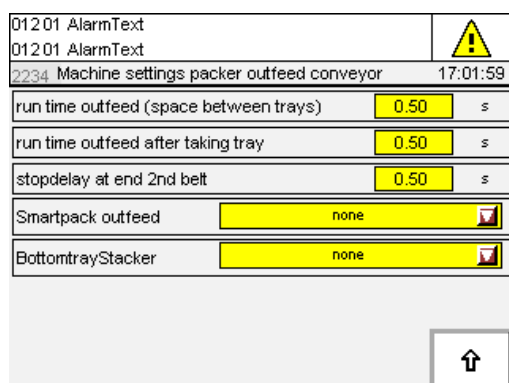 01201 AlarmText
01201 AlarmText
2234 Machine settings packer outfeed conveyor 17:01:59
run time outfeed (space between trays) 0.50 s
run time outfeed after taking tray 0.50 s
stopdelay at end 2nd belt 0.50 s
Smartpack outfeed none
BottomtrayStacker none